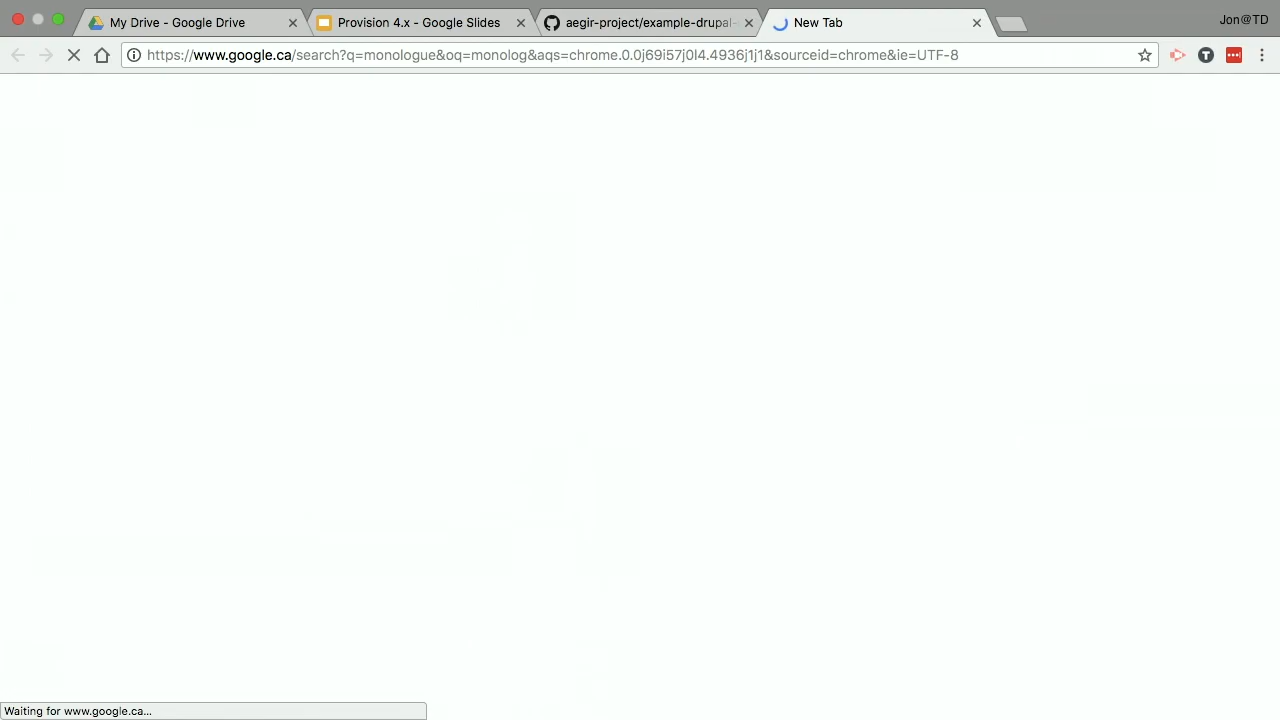 My Drive - Google Drive
Provision 4.x - Google Slides
aegir-project/example-drupal-
New Tab
Jon@TD
https://www.google.ca/search?q=monologue&oq=monolog&aqs=chrome.0.0j69i57j0l4.4936j1j1&sourceid=chrome&ie=UTF-8
T
Waiting for www.google.ca...